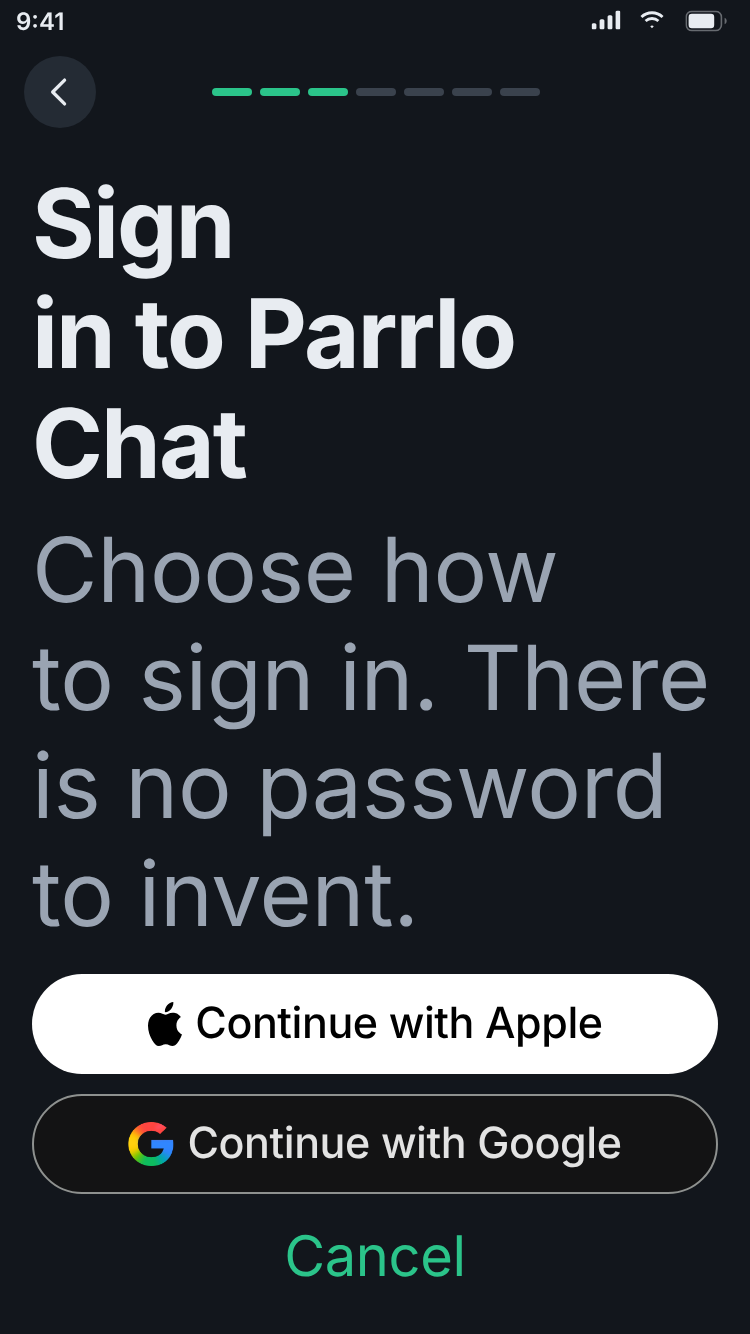 9:41
Sign
in to Parrlo
Chat
Choose how
to sign in. There
is no password
to invent.
Continue with Apple
Continue with Google
Cancel